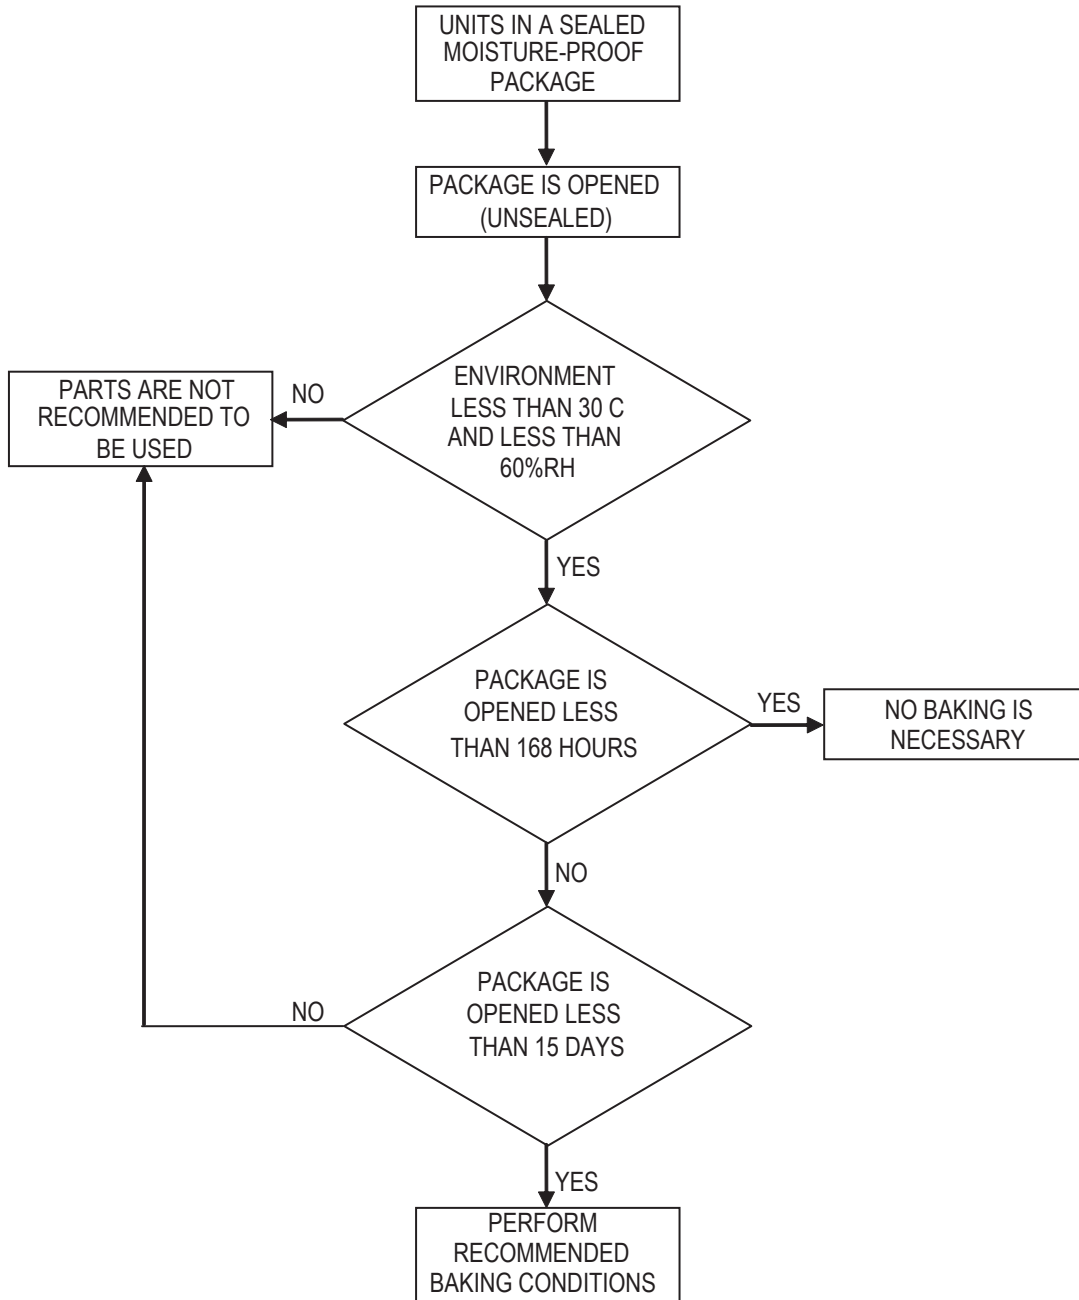 UNITS IN A SEALED
MOISTURE-PROOF
PACKAGE
PACKAGE IS OPENED
(UNSEALED)
ENVIRONMENT
LESS THAN 30 C
AND LESS THAN
60%RH
NO
PARTS ARE NOT
RECOMMENDED TO
BE USED
YES
PACKAGE IS
OPENED LESS
THAN 168 HOURS
YES
NO BAKING IS
NECESSARY
NO
PACKAGE IS
OPENED LESS
THAN 15 DAYS
NO
YES
PERFORM
RECOMMENDED
BAKING CONDITIONS